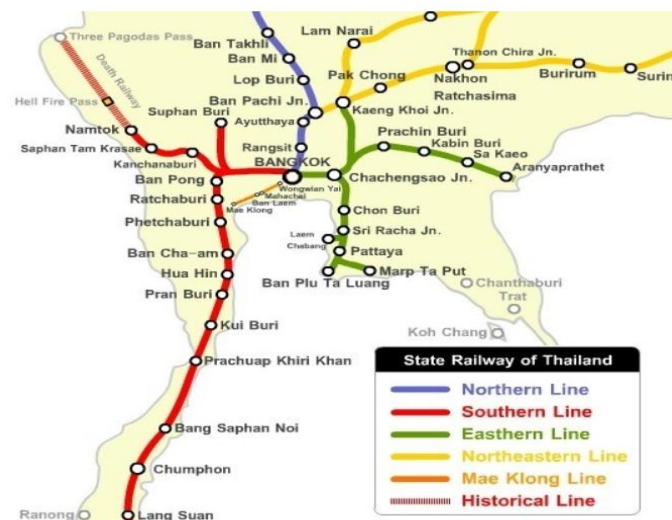 Three Pagodas Pass
Death Railway
Hell Fire Pass
Namtok
Saphan Tam Krasae
Kanchanaburi
Suphan Buri
Ban Takhli
Ban Mi
Lop Buri
Ban Pachi Jn.
Ayutthaya
Rangsit
BANGKOK
Lam Narai
Pak Chong
Kaeng Khoi Jn.
Thanon Chira Jn.
Nakhon
Ratchasima
Burirum
Surin
Prachin Buri
Kabin Buri
Sa Kaeo
Aranyaprathet
Chachengsao Jn.
Wongwian Yai
Mahachai
Ban Laem
Mae Klong
Ban Pong
Ratchaburi
Phetchaburi
Ban Cha-am
Hua Hin
Pran Buri
Kui Buri
Prachuap Khiri Khan
Bang Saphan Noi
Chumphon
Ranong
Lang Suan
Chon Buri
Sri Racha Jn.
Laem
Chabang
Pattaya
Ban Plu Ta Luang
Marp Ta Put
Chanthaburi
Trat
Koh Chang
State Railway of Thailand
Northern Line
Southern Line
Easthern Line
Northeastern Line
Mae Klong Line
Historical Line